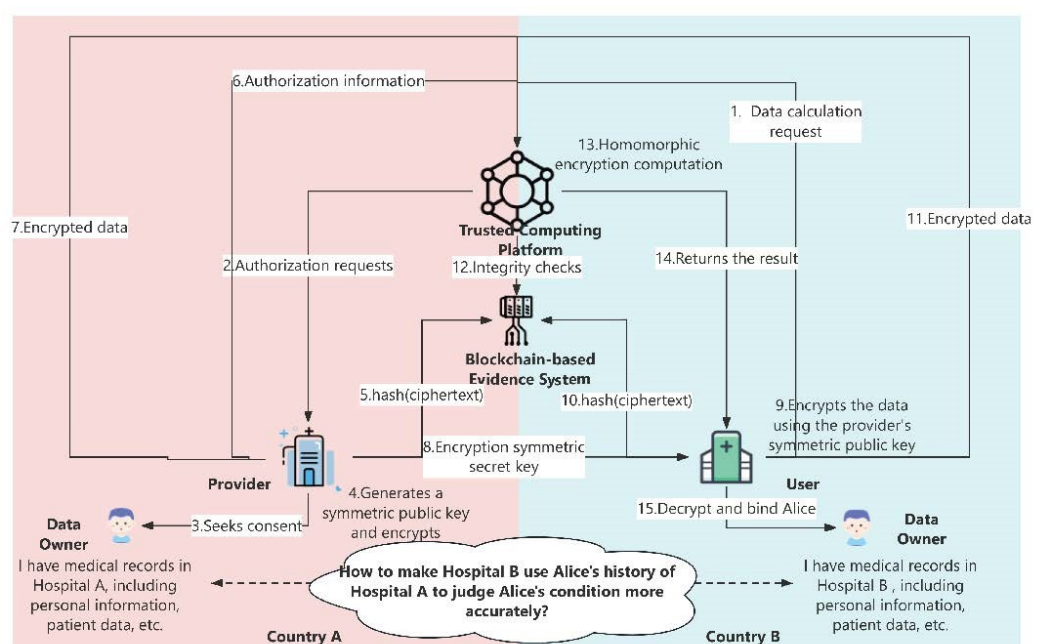 6.Authorization information
1. Data calculation
request
13.Homomorphic
encryption computation
7.Encrypted data
11.Encrypted data
Trusted Computing
Platform
2.Authorization requests
12.Integrity checks
14.Returns the result
Blockchain-based
Evidence System
5.hash(ciphertext)
10.hash(ciphertext)
9.Encrypts the data
using the provider's
symmetric public key
8.Encryption symmetric
secret key
Provider
User
4.Generates a
symmetric public key
and encrypts
3.Seeks consent
15.Decrypt and bind Alice
Data
Owner
Data
Owner
I have medical records in
Hospital A, including
personal information,
patient data, etc.
How to make Hospital B use Alice's history of
Hospital A to judge Alice's condition more
accurately?
I have medical records in
Hospital B , including
personal information,
patient data, etc.
Country A
Country B